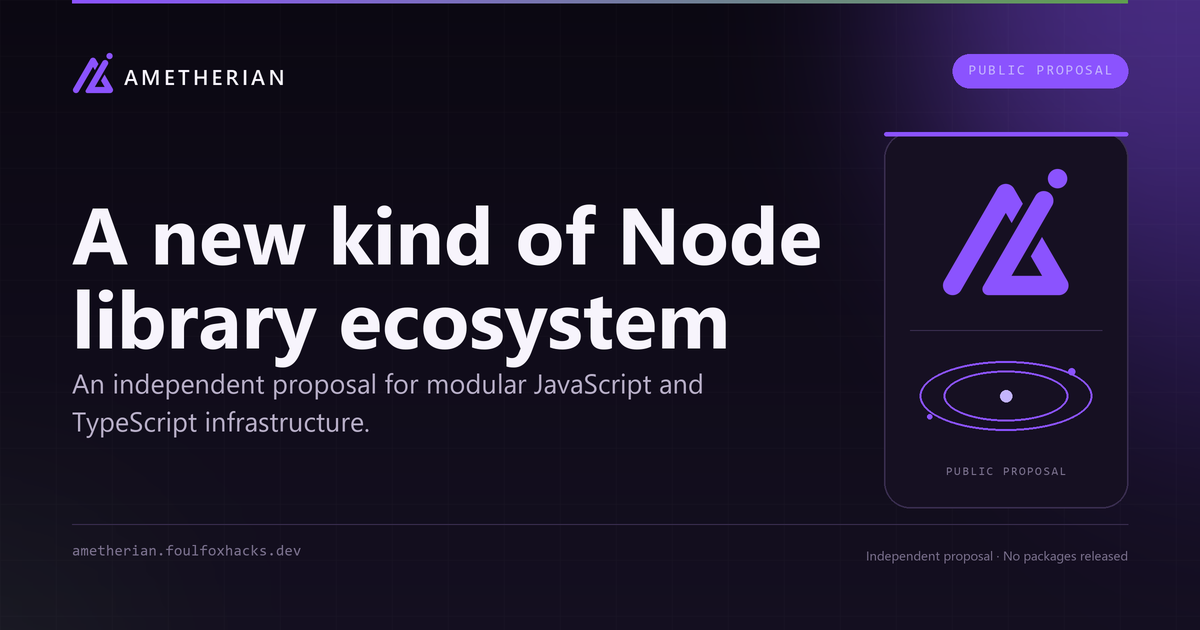 AMETHERIAN
PUBLIC PROPOSAL
A new kind of Node
library ecosystem
An independent proposal for modular JavaScript and
TypeScript infrastructure.
PUBLIC PROPOSAL
ametherian.foulfoxhacks.dev
Independent proposal · No packages released